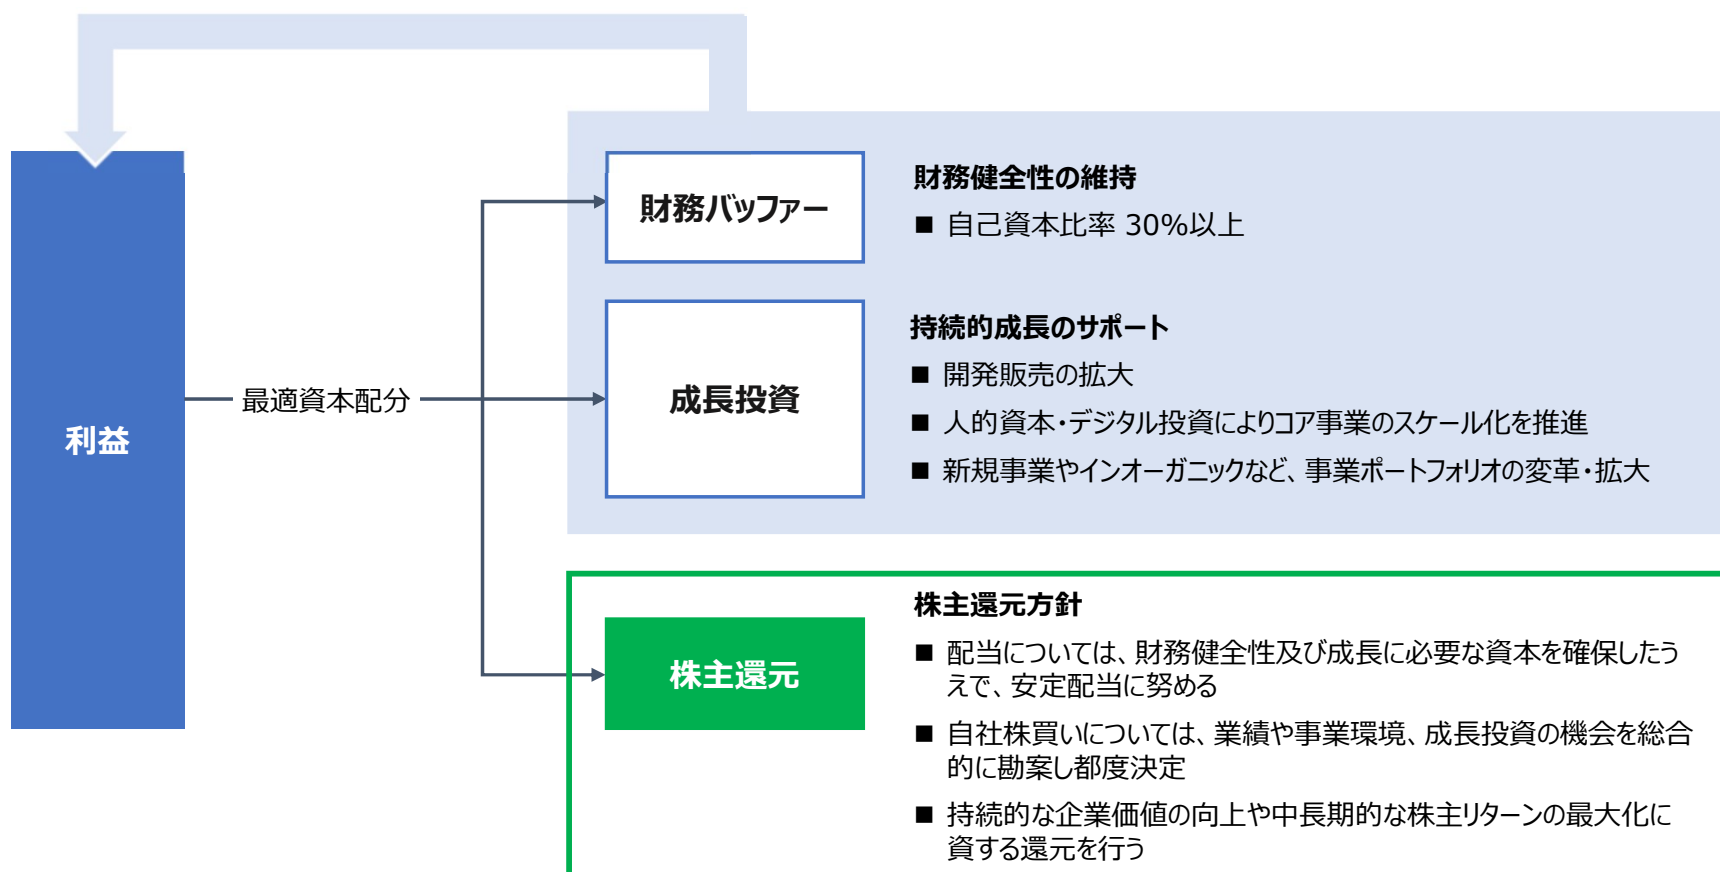 利益
最適資本配分
財務バッファー
財務健全性の維持
■ 自己資本比率 30%以上
成長投資
持続的成長のサポート
■ 開発販売の拡大
■ 人的資本・デジタル投資によりコア事業のスケール化を推進
■ 新規事業やインオーガニックなど、事業ポートフォリオの変革・拡大
株主還元
株主還元方針
■ 配当については、財務健全性及び成長に必要な資本を確保したう
えで、安定配当に努める
■ 自社株買いについては、業績や事業環境、成長投資の機会を総合
的に勘案し都度決定
■ 持続的な企業価値の向上や中長期的な株主リターンの最大化に
資する還元を行う